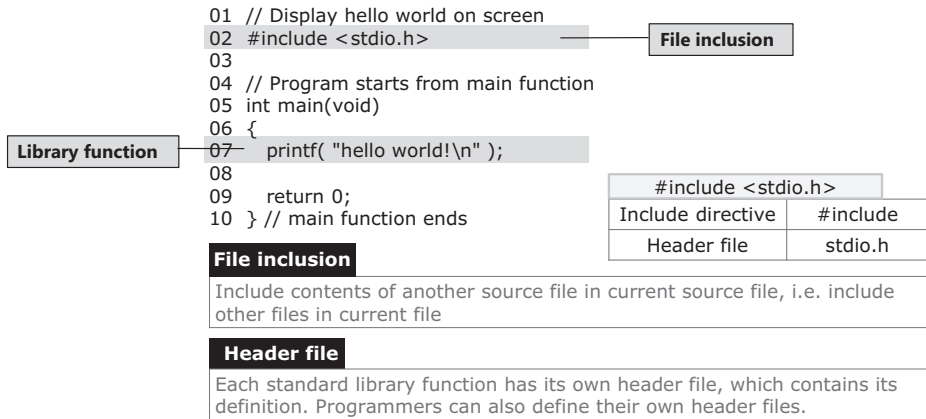 01 // Display hello world on screen
02 #include <stdio.h>
File inclusion
03
04 // Program starts from main function
05 int main(void)
06 {
Library function
07 printf( "hello world!\n" );
08
09 return 0;
10 } // main function ends
#include <stdio.h>
Include directive #include
Header file stdio.h
File inclusion
Include contents of another source file in current source file, i.e. include
other files in current file
Header file
Each standard library function has its own header file, which contains its
definition. Programmers can also define their own header files.